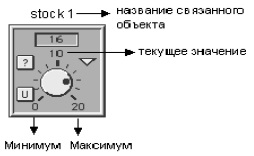 stock 1
название связанного
объекта
16
10
текущее значение
?
U
0
20
Минимум Максимум